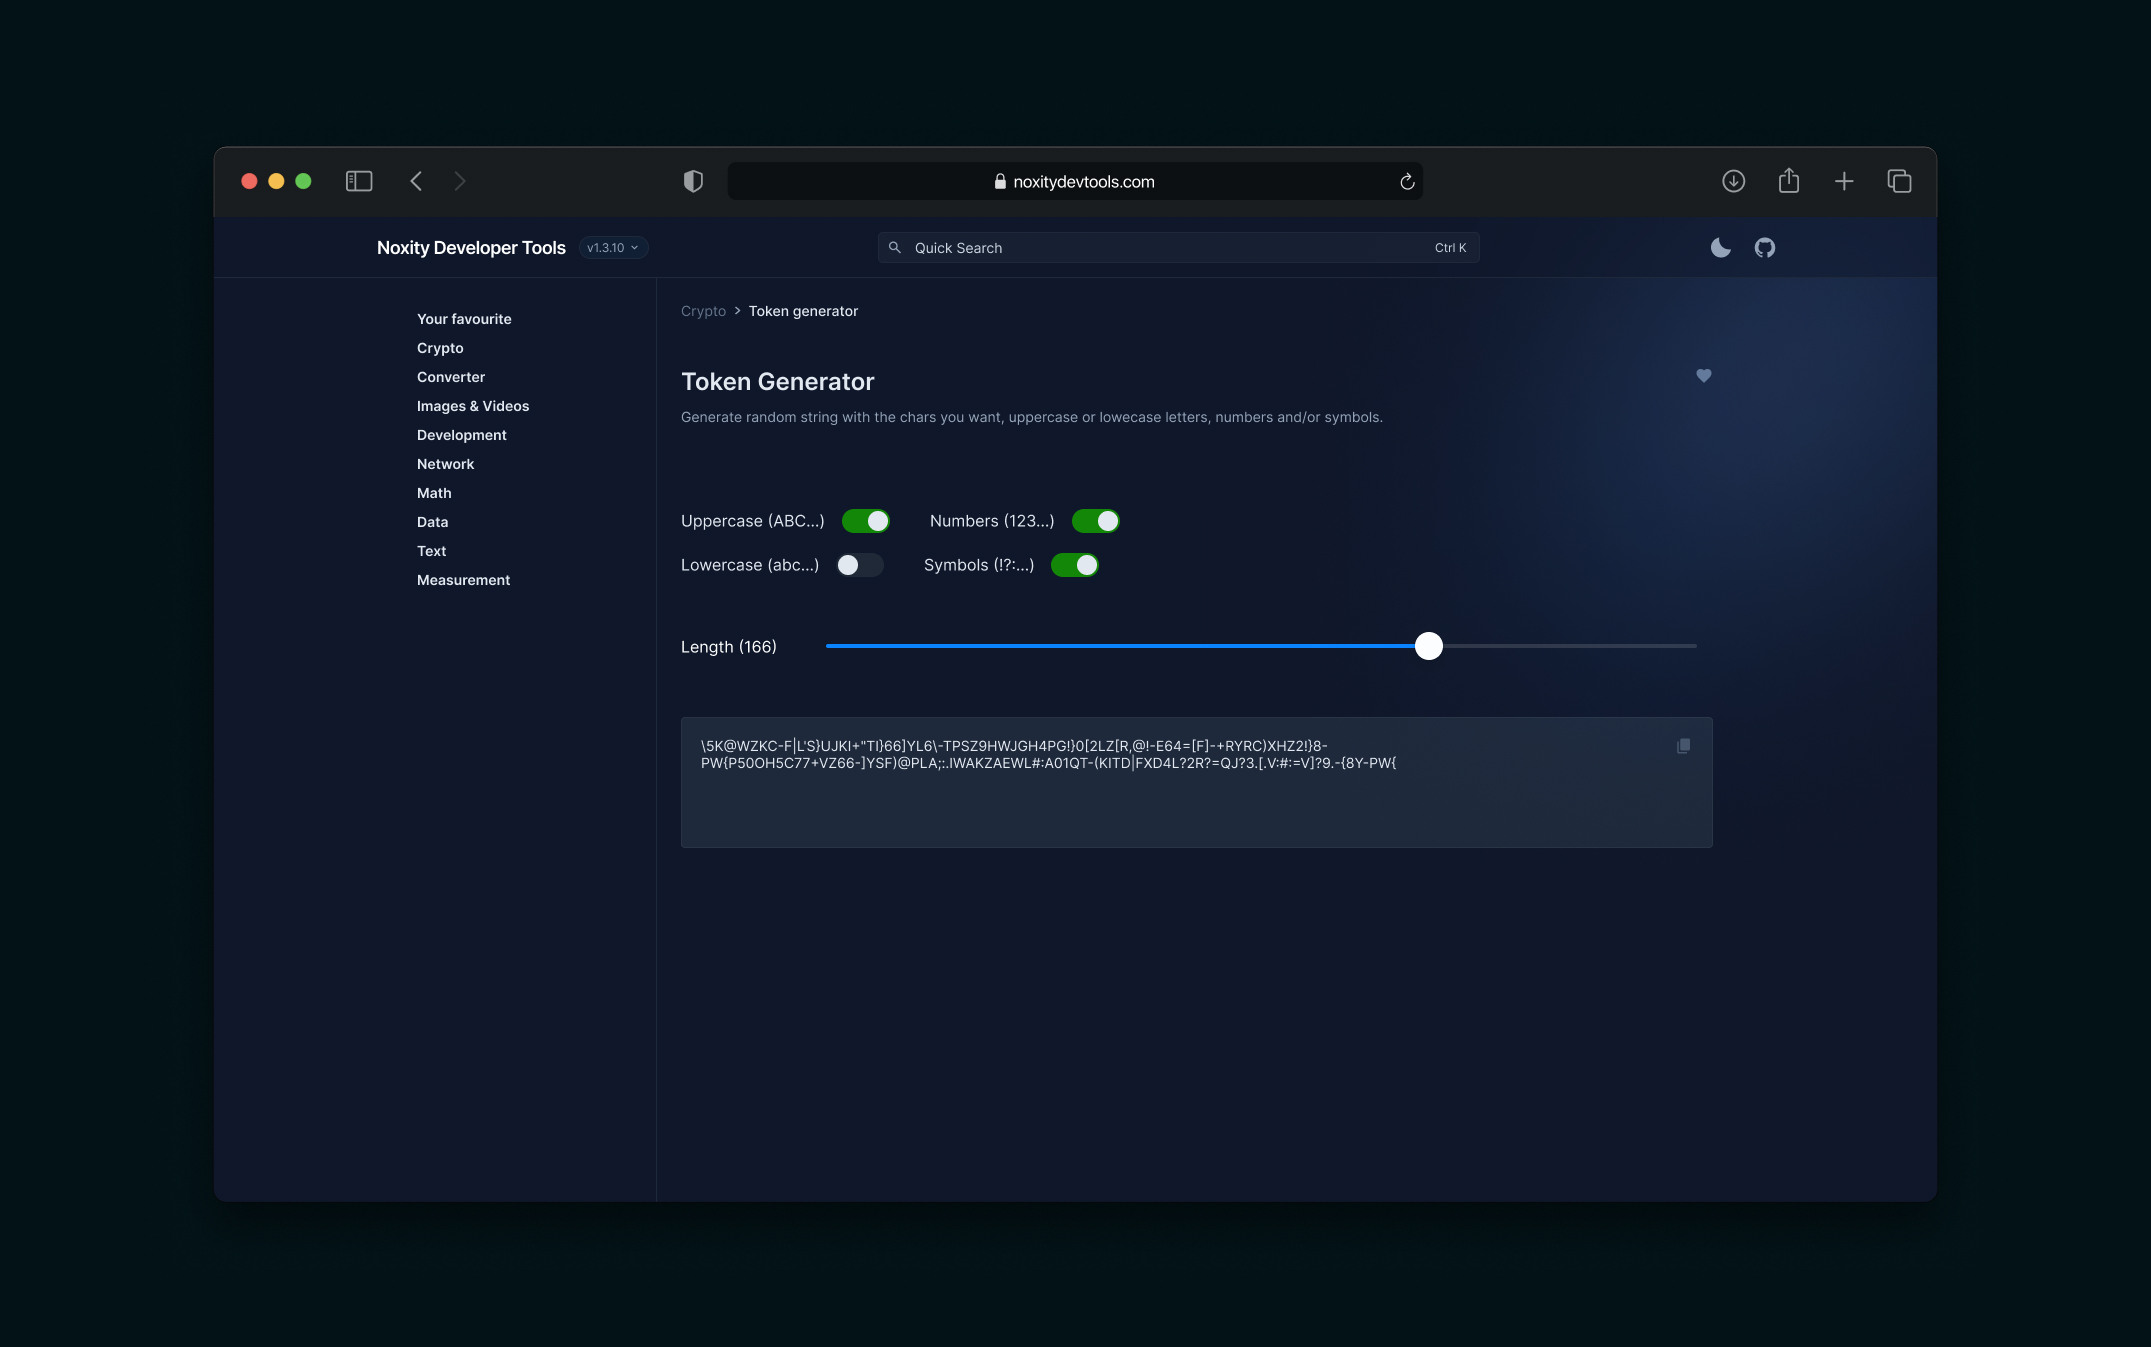 noxitydevtools.com
Noxity Developer Tools v1.3.10
Quick Search Ctrl K
Your favourite
Crypto
Converter
Images & Videos
Development
Network
Math
Data
Text
Measurement
Crypto > Token generator
Token Generator
Generate random string with the chars you want, uppercase or lowecase letters, numbers and/or symbols.
Uppercase (ABC...) Numbers (123...)
Lowercase (abc...) Symbols (!?:...)
Length (166)
\5K@WZKC-F|L'S}UJKI+"TI}66]YL6\-TPSZ9HWJGH4PG!}0[2LZ[R,@!-E64=[F]-+RYRC)XHZ2!}8-
PW{P50OH5C77+VZ66-]YSF)@PLA;:.IWAKZAEWL#:A01QT-(KITD|FXD4L?2R?=QJ?3.[.V:#:=V]?9.-{8Y-PW{